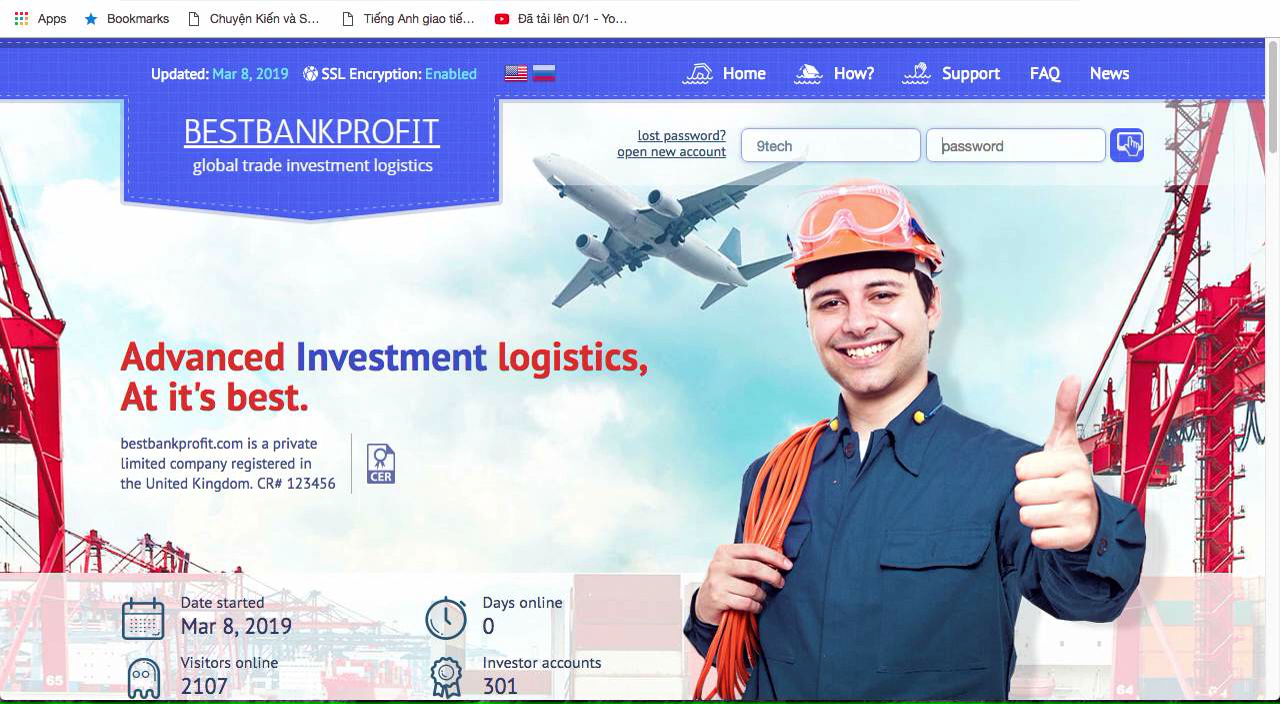 Apps Bookmarks Chuyện Kiến và S... Tiếng Anh giao tiế... Đã tải lên 0/1 - Yo...
Updated: Mar 8, 2019 SSL Encryption: Enabled Home How? Support FAQ News
BESTBANKPROFIT
global trade investment logistics
lost password?
open new account
9tech
password
Advanced Investment logistics,
At it's best.
bestbankprofit.com is a private
limited company registered in
the United Kingdom. CR# 123456
CER
Date started
Mar 8, 2019
Days online
0
Visitors online
2107
Investor accounts
301
65
64